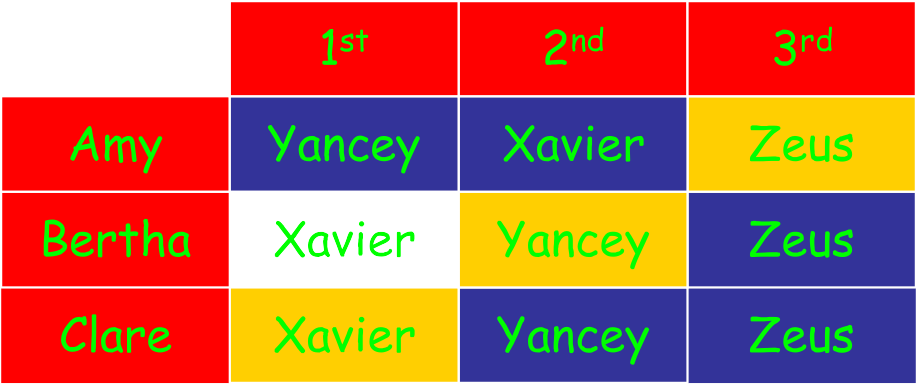 1st 2nd 3rd
Amy Yancey Xavier Zeus
Bertha Xavier Yancey Zeus
Clare Xavier Yancey Zeus